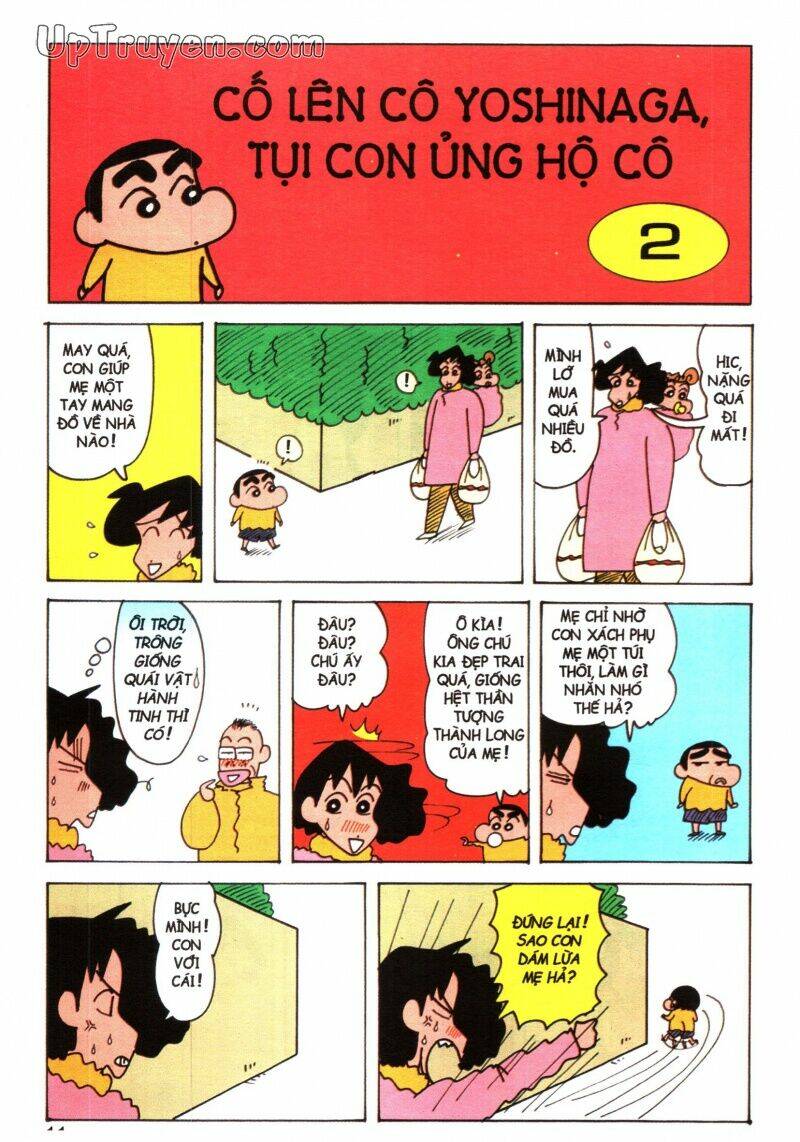 UpTruyen.com
CỐ LÊN CÔ YOSHINAGA,
TỤI CON ỦNG HỘ CÔ
2
HIC,
NẶNG
QUÁ
ĐI
MẤT!
MÌNH
LỠ
MUA
QUÁ
NHIỀU
ĐỒ.
!
!
MAY QUÁ,
CON GIÚP
MẸ MỘT
TAY MANG
ĐỒ VỀ NHÀ
NÀO!
MẸ CHỈ NHỜ
CON XÁCH PHỤ
MẸ MỘT TÚI
THÔI, LÀM GÌ
NHĂN NHÓ
THẾ HẢ?
Ô KÌA!
ÔNG CHÚ
KIA ĐẸP TRAI
QUÁ, GIỐNG
HỆT THẦN
TƯỢNG
THÀNH LONG
CỦA MẸ!
ĐÂU?
ĐÂU?
CHÚ ẤY
ĐÂU?
ÔI TRỜI,
TRÔNG
GIỐNG
QUÁI VẬT
HÀNH
TINH THÌ
CÓ!
ĐỨNG LẠI!
SAO CON
DÁM LỪA
MẸ HẢ?
BỰC
MÌNH!
CON
VỚI
CÁI!